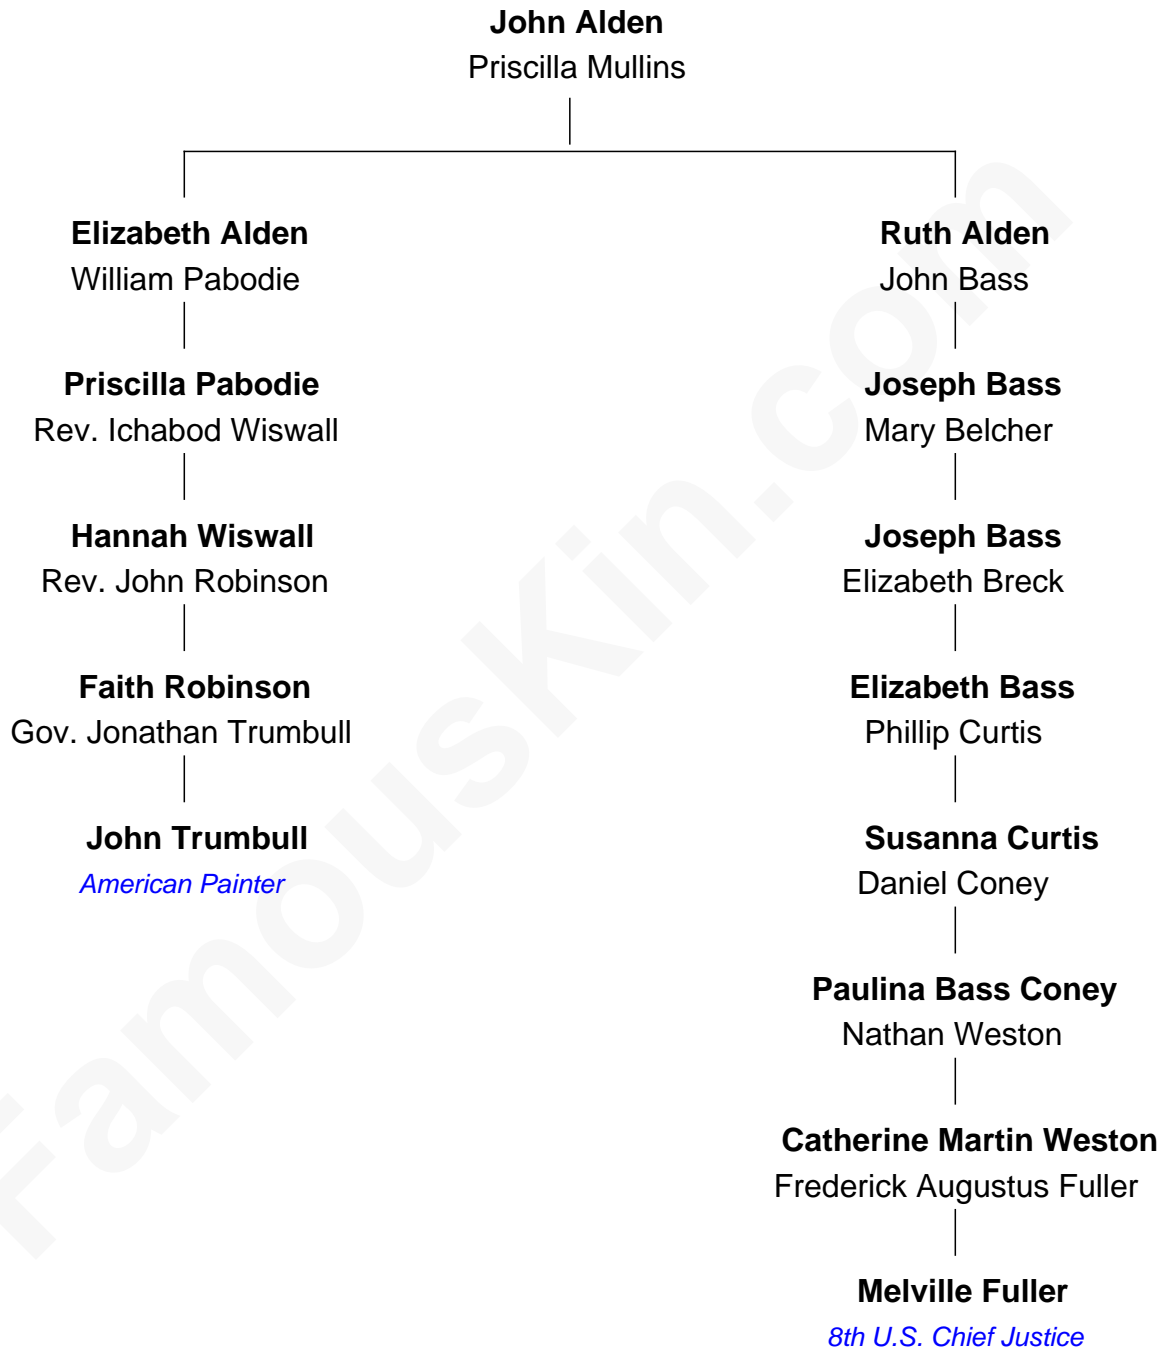 John Alden
Priscilla Mullins
Elizabeth Alden
William Pabodie
Priscilla Pabodie
Rev. Ichabod Wiswall
Hannah Wiswall
Rev. John Robinson
Faith Robinson
Gov. Jonathan Trumbull
John Trumbull
American Painter
Ruth Alden
John Bass
Joseph Bass
Mary Belcher
Joseph Bass
Elizabeth Breck
Elizabeth Bass
Phillip Curtis
Susanna Curtis
Daniel Coney
Paulina Bass Coney
Nathan Weston
Catherine Martin Weston
Frederick Augustus Fuller
Melville Fuller
8th U.S. Chief Justice
FamousKin.com